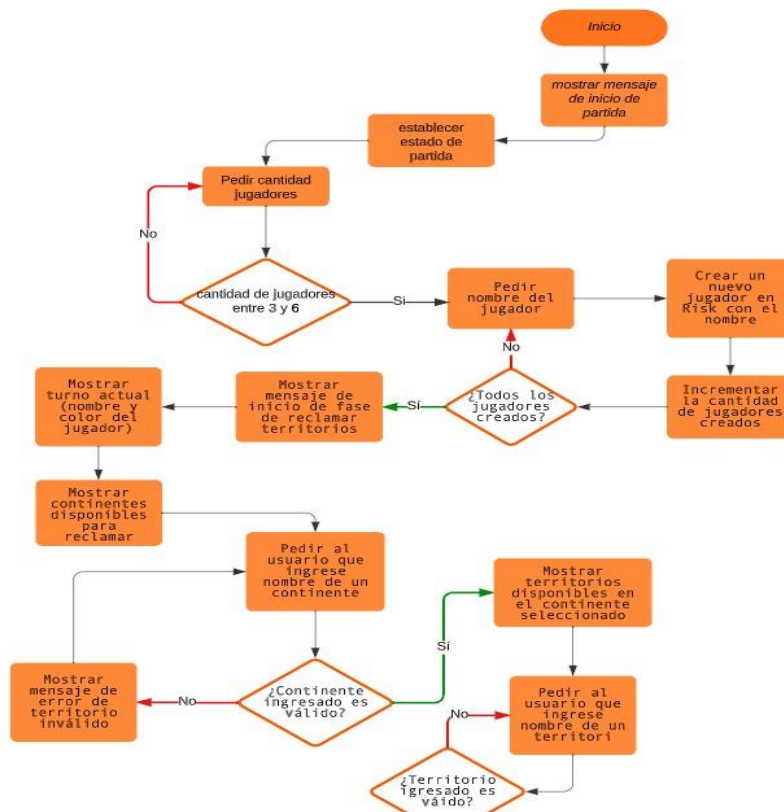 Inicio
mostrar mensaje
de inicio de
partida
establecer
estado de
partida
Pedir cantidad
jugadores
No
cantidad de jugadores
entre 3 y 6
Si
Pedir
nombre del
jugador
Crear un
nuevo
jugador en
Risk con el
nombre
No
Incrementar
la cantidad
de jugadores
creados
¿Todos los
jugadores
creados?
Sí
Mostrar
mensaje de
inicio de fase
de reclamar
territorios
Mostrar
turno actual
(nombre y
color del
jugador)
Mostrar
continentes
disponibles
para
reclamar
Pedir al
usuario que
ingrese
nombre de un
continente
¿Continente
ingresado es
válido?
No
Mostrar
mensaje de
error de
territorio
inválido
Sí
Mostrar
territorios
disponibles en
el continente
seleccionado
Pedir al
usuario que
ingrese
nombre de un
territori
No
¿Territorio
igresado es
váido?